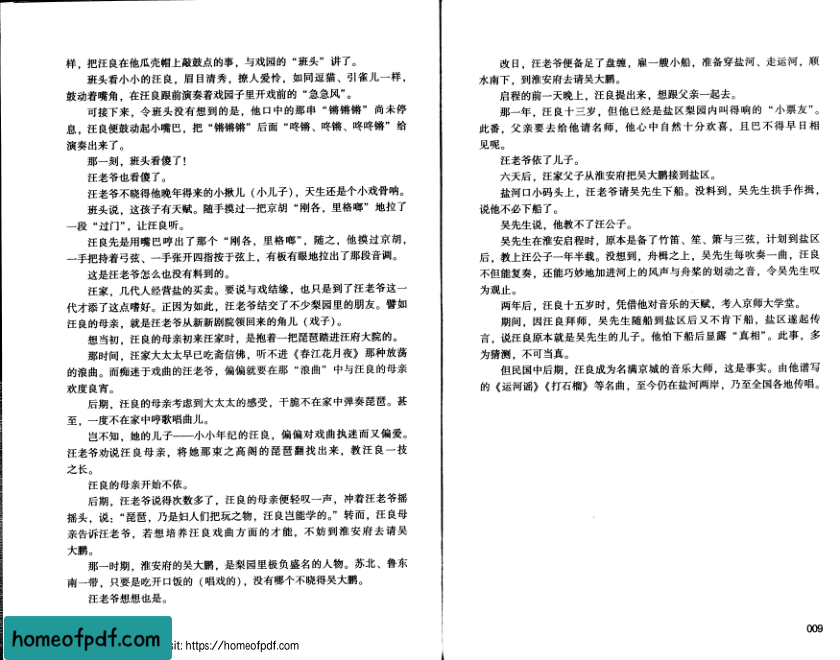 样，把汪良在他瓜壳帽上敲鼓点的事，与戏园的“班头”讲了。
班头看小小的汪良，眉目清秀，撩人爱怜，如同逗猫、引雀儿一样，
鼓动着嘴角，在汪良跟前演奏着戏园子里开戏前的“急急风”。
可接下来，令班头没有想到的是，他口中的那串“锵锵锵”尚未停
息，汪良便鼓动起小嘴巴，把“锵锵锵”后面“咚锵、咚锵、咚咚锵”给
演奏出来了。
那一刻，班头看傻了！
汪老爷也看傻了。
汪老爷不晓得他晚年得来的小揪儿（小儿子），天生还是个小戏骨呐。
班头说，这孩子有天赋。随手摸过一把京胡“刚各，里格啷”地拉了
一段“过门”，让汪良听。
汪良先是用嘴巴哼出了那个“刚各，里格啷”，随之，他摸过京胡，
一手把持着弓弦、一手张开四指按于弦上，有板有眼地拉出了那段音调。
这是汪老爷怎么也没有料到的。
汪家，几代人经营盐的买卖。要说与戏结缘，也只是到了汪老爷这一
代才添了这点嗜好。正因为如此，汪老爷结交了不少梨园里的朋友。譬如
汪良的母亲，就是汪老爷从新新剧院领回来的角儿（戏子）。
想当初，汪良的母亲初来汪家时，是抱着一把琵琶踏进汪府大院的。
那时间，汪家大太太早已吃斋信佛，听不进《春江花月夜》那种放荡
的浪曲。而痴迷于戏曲的汪老爷，偏偏就要在那“浪曲”中与汪良的母亲
欢度良宵。
后期，汪良的母亲考虑到大太太的感受，干脆不在家中弹奏琵琶。甚
至，一度不在家中哼歌唱曲儿。
岂不知，她的儿子——小小年纪的汪良，偏偏对戏曲执迷而又偏爱。
汪老爷劝说汪良母亲，将她那束之高阁的琵琶翻找出来，教汪良一技
之长。
汪良的母亲开始不依。
后期，汪老爷说得次数多了，汪良的母亲便轻叹一声，冲着汪老爷摇
摇头，说：“琵琶，乃是妇人们把玩之物，汪良岂能学的。”转而，汪良母
亲告诉汪老爷，若想培养汪良戏曲方面的才能，不妨到淮安府去请吴
大鹏。
那一时期，淮安府的吴大鹏，是梨园里极负盛名的人物。苏北、鲁东
南一带，只要是吃开口饭的（唱戏的），没有哪个不晓得吴大鹏。
汪老爷想想也是。
homeofpdf.com
sit: https://homeofpdf.com
改日，汪老爷便备足了盘缠，雇一艘小船，准备穿盐河、走运河，顺
水南下，到淮安府去请吴大鹏。
启程的前一天晚上，汪良提出来，想跟父亲一起去。
那一年，汪良十三岁，但他已经是盐区梨园内叫得响的“小票友”。
此番，父亲要去给他请名师，他心中自然十分欢喜，且巴不得早日相
见呢。
汪老爷依了儿子。
六天后，汪家父子从淮安府把吴大鹏接到盐区。
盐河口小码头上，汪老爷请吴先生下船。没料到，吴先生拱手作揖，
说他不必下船了。
吴先生说，他教不了汪公子。
吴先生在淮安启程时，原本是备了竹笛、笙、箫与三弦，计划到盐区
后，教上汪公子一年半载。没想到，舟楫之上，吴先生每吹奏一曲，汪良
不但能复奏，还能巧妙地加进河上的风声与舟桨的划动之音，令吴先生叹
为观止。
两年后，汪良十五岁时，凭借他对音乐的天赋，考入京师大学堂。
期间，因汪良拜师，吴先生随船到盐区后又不肯下船，盐区遂起传
言，说汪良原本就是吴先生的儿子。他怕下船后显露“真相”。此事，多
为猜测，不可当真。
但民国中后期，汪良成为名满京城的音乐大师，这是事实。由他谱写
的《运河谣》《打石榴》等名曲，至今仍在盐河两岸，乃至全国各地传唱。
009